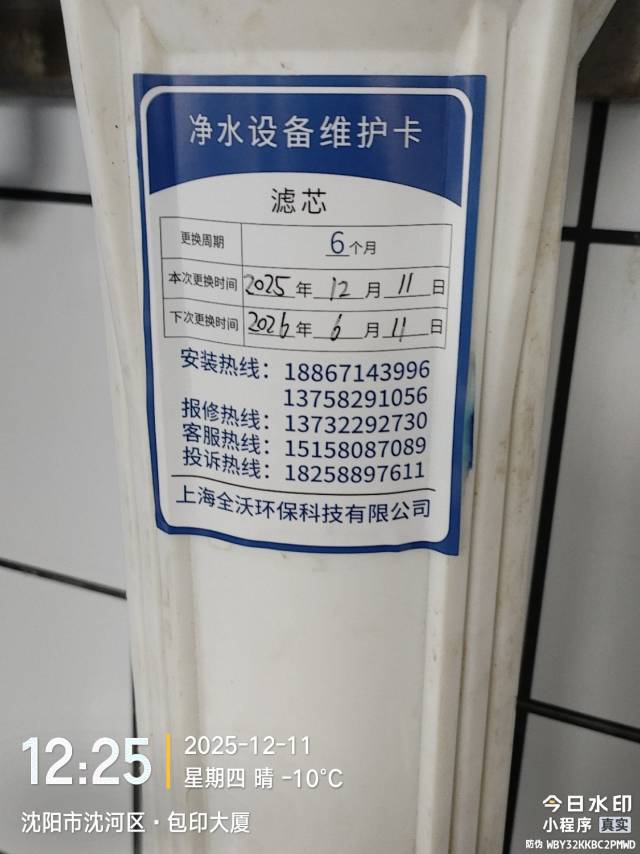 净水设备维护卡
滤芯
更换周期 6个月
本次更换时间 2025年12月11日
下次更换时间 2026年6月11日
安装热线：18867143996
13758291056
报修热线：13732292730
客服热线：15158087089
投诉热线：18258897611
上海全沃环保科技有限公司
12:25
2025-12-11
星期四 晴 -10℃
沈阳市沈河区·包印大厦
今日水印
小程序 真实
防伪 WBY32KKBC2PMWD